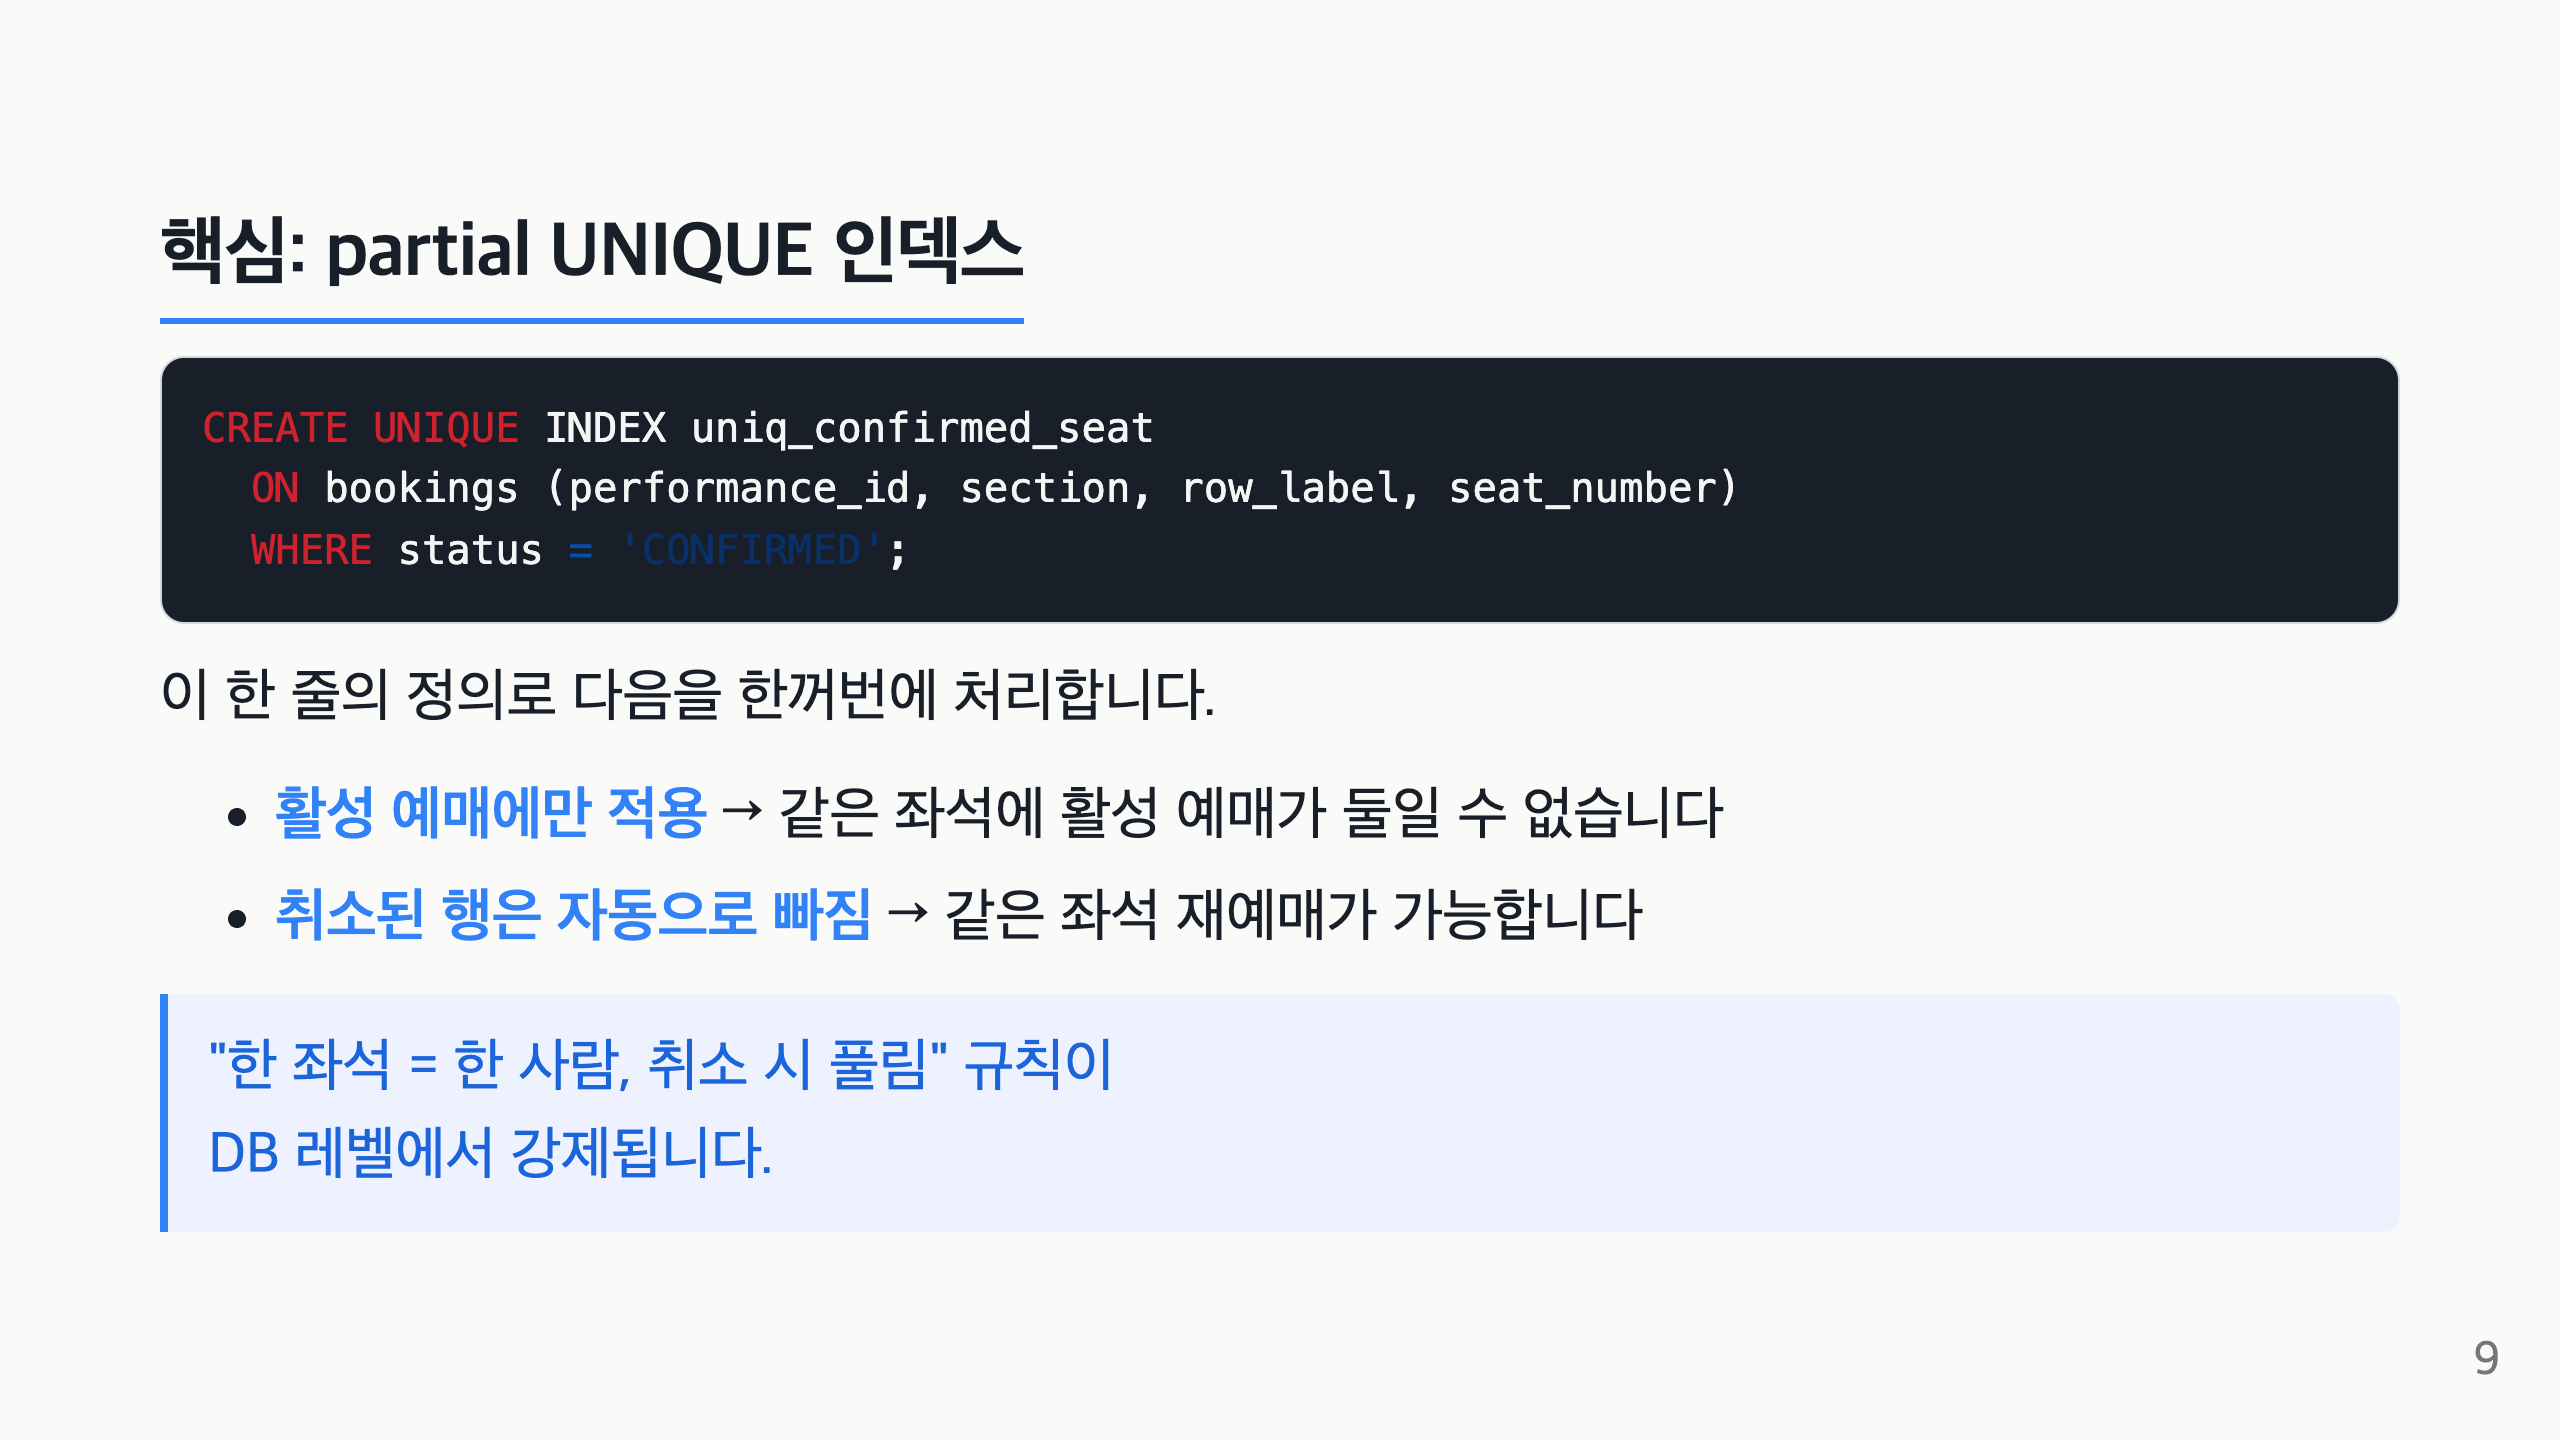 핵심: partial UNIQUE 인덱스
CREATE UNIQUE INDEX uniq_confirmed_seat
  ON bookings (performance_id, section, row_label, seat_number)
  WHERE status = 'CONFIRMED';
이 한 줄의 정의로 다음을 한꺼번에 처리합니다.
• 활성 예매에만 적용 → 같은 좌석에 활성 예매가 둘일 수 없습니다
• 취소된 행은 자동으로 빠짐 → 같은 좌석 재예매가 가능합니다
"한 좌석 = 한 사람, 취소 시 풀림" 규칙이
DB 레벨에서 강제됩니다.
9